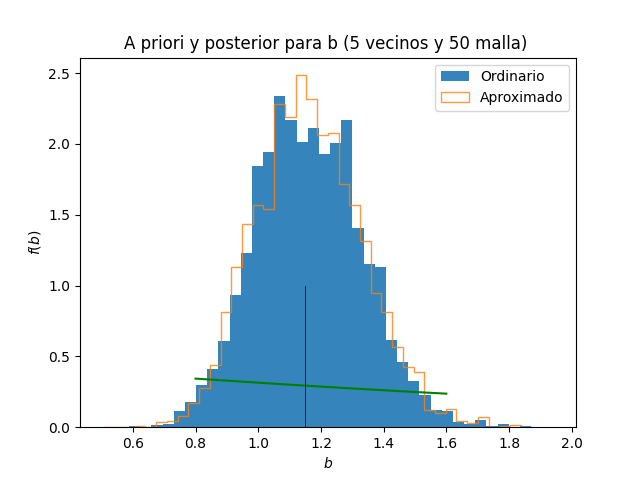 A priori y posterior para b (5 vecinos y 50 malla)
Ordinario
Aproximado
2.5
2.0
1.5
1.0
0.5
0.0
f(b)
0.6 0.8 1.0 1.2 1.4 1.6 1.8 2.0
b